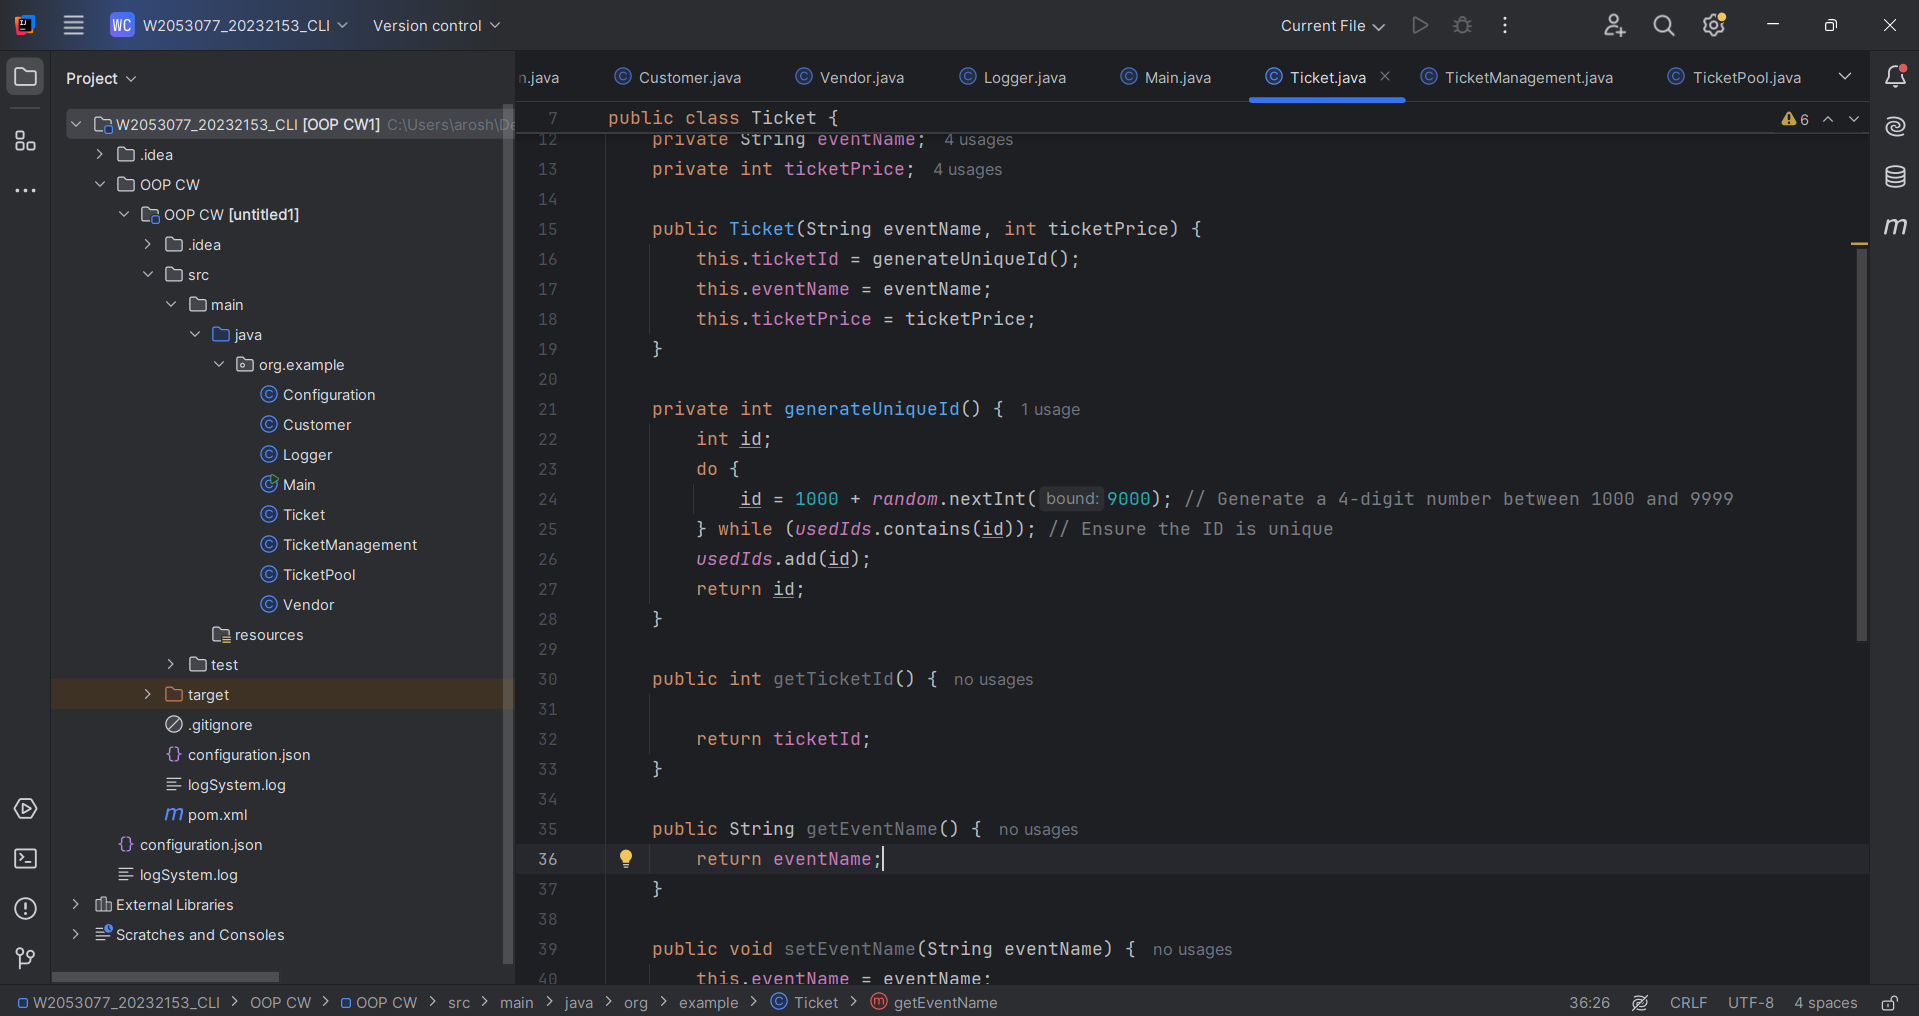 WC W2053077_20232153_CLI Version control Current File
Project
n.java Customer.java Vendor.java Logger.java Main.java Ticket.java TicketManagement.java TicketPool.java
W2053077_20232153_CLI [OOP CW1] C:\Users\arosh\De
.idea
OOP CW
OOP CW [untitled1]
.idea
src
main
java
org.example
Configuration
Customer
Logger
Main
Ticket
TicketManagement
TicketPool
Vendor
resources
test
target
.gitignore
configuration.json
logSystem.log
m pom.xml
configuration.json
logSystem.log
External Libraries
Scratches and Consoles
7 public class Ticket {
6
12 private String eventName; 4 usages
13 private int ticketPrice; 4 usages
14
15 public Ticket(String eventName, int ticketPrice) {
16 this.ticketId = generateUniqueId();
17 this.eventName = eventName;
18 this.ticketPrice = ticketPrice;
19 }
20
21 private int generateUniqueId() { 1 usage
22 int id;
23 do {
24 id = 1000 + random.nextInt( bound: 9000); // Generate a 4-digit number between 1000 and 9999
25 } while (usedIds.contains(id)); // Ensure the ID is unique
26 usedIds.add(id);
27 return id;
28 }
29
30 public int getTicketId() { no usages
31
32 return ticketId;
33 }
34
35 public String getEventName() { no usages
36 return eventName;
37 }
38
39 public void setEventName(String eventName) { no usages
40 this.eventName = eventName;
W2053077_20232153_CLI > OOP CW > OOP CW > src > main > java > org > example > Ticket > getEventName
36:26 CRLF UTF-8 4 spaces